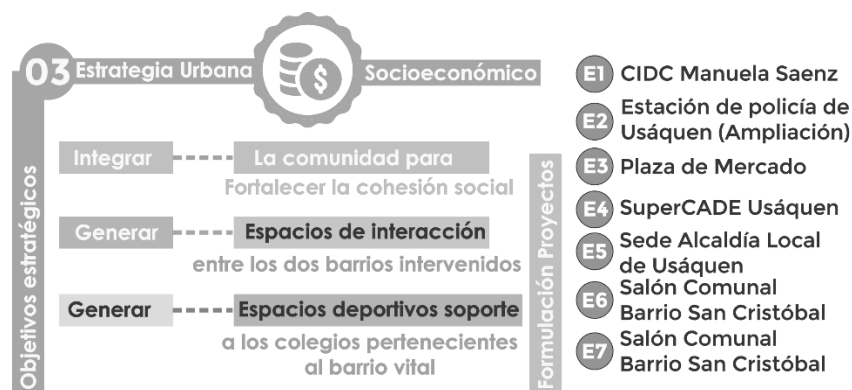 03 Estrategia Urbana Socioeconómico
Objetivos estratégicos
Integrar La comunidad para
Fortalecer la cohesión social
Generar Espacios de interacción
entre los dos barrios intervenidos
Generar Espacios deportivos soporte
a los colegios pertenecientes
al barrio vital
Formulación Proyectos
E1 CIDC Manuela Saenz
E2 Estación de policía de
Usáquen (Ampliación)
E3 Plaza de Mercado
E4 SuperCADE Usáquen
E5 Sede Alcaldía Local
de Usáquen
E6 Salón Comunal
Barrio San Cristóbal
E7 Salón Comunal
Barrio San Cristóbal